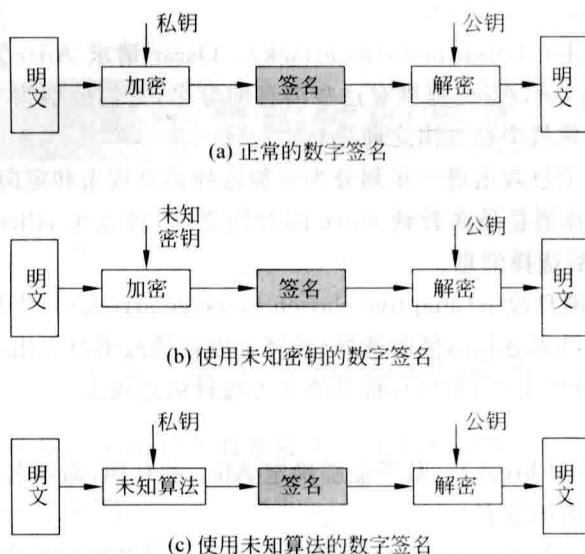 私钥 公钥
明文 加密 签名 解密 明文
(a) 正常的数字签名
未知密钥 公钥
明文 加密 签名 解密 明文
(b) 使用未知密钥的数字签名
私钥 公钥
明文 未知算法 签名 解密 明文
(c) 使用未知算法的数字签名